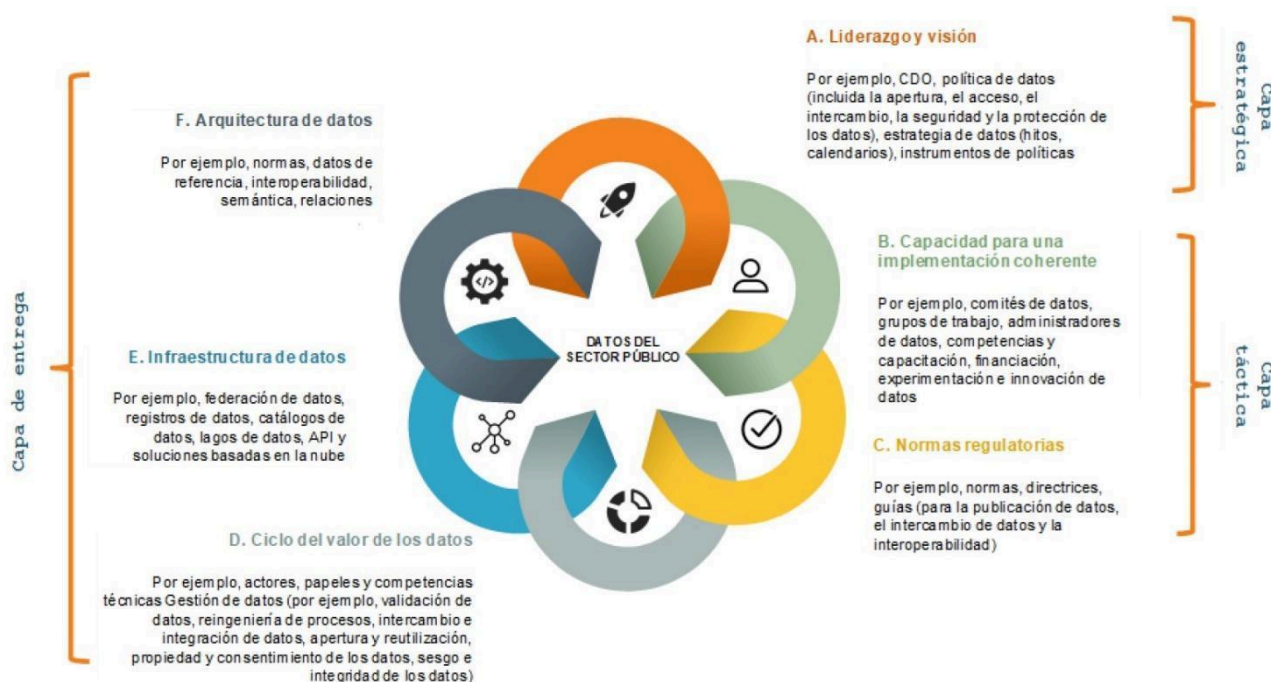 A. Liderazgo y visión
Por ejemplo, CDO, política de datos
(incluida la apertura, el acceso, el
intercambio, la seguridad y la protección de
los datos), estrategia de datos (hitos,
calendarios), instrumentos de políticas
Capa
estratégica
B. Capacidad para una
implementación coherente
Por ejemplo, comités de datos,
grupos de trabajo, administradores
de datos, competencias y
capacitación, financiación,
experimentación e innovación de
datos
C. Normas regulatorias
Por ejemplo, normas, directrices,
guías (para la publicación de datos,
el intercambio de datos y la
interoperabilidad)
Capa
táctica
DATOS DEL
SECTOR PÚBLICO
F. Arquitectura de datos
Por ejemplo, normas, datos de
referencia, interoperabilidad,
semántica, relaciones
E. Infraestructura de datos
Por ejemplo, federación de datos,
registros de datos, catálogos de
datos, lagos de datos, API y
soluciones basadas en la nube
D. Ciclo del valor de los datos
Por ejemplo, actores, papeles y competencias
técnicas Gestión de datos (por ejemplo, validación de
datos, reingeniería de procesos, intercambio e
integración de datos, apertura y reutilización,
propiedad y consentimiento de los datos, sesgo e
integridad de los datos)
Capa de entrega